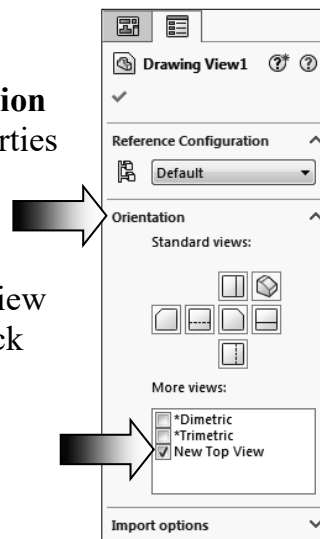 Drawing View1
tion
Reference Configuration
rties
Default
Orientation
Standard views:
iew
ck
More views:
*Dimetric
*Trimetric
New Top View
Import options